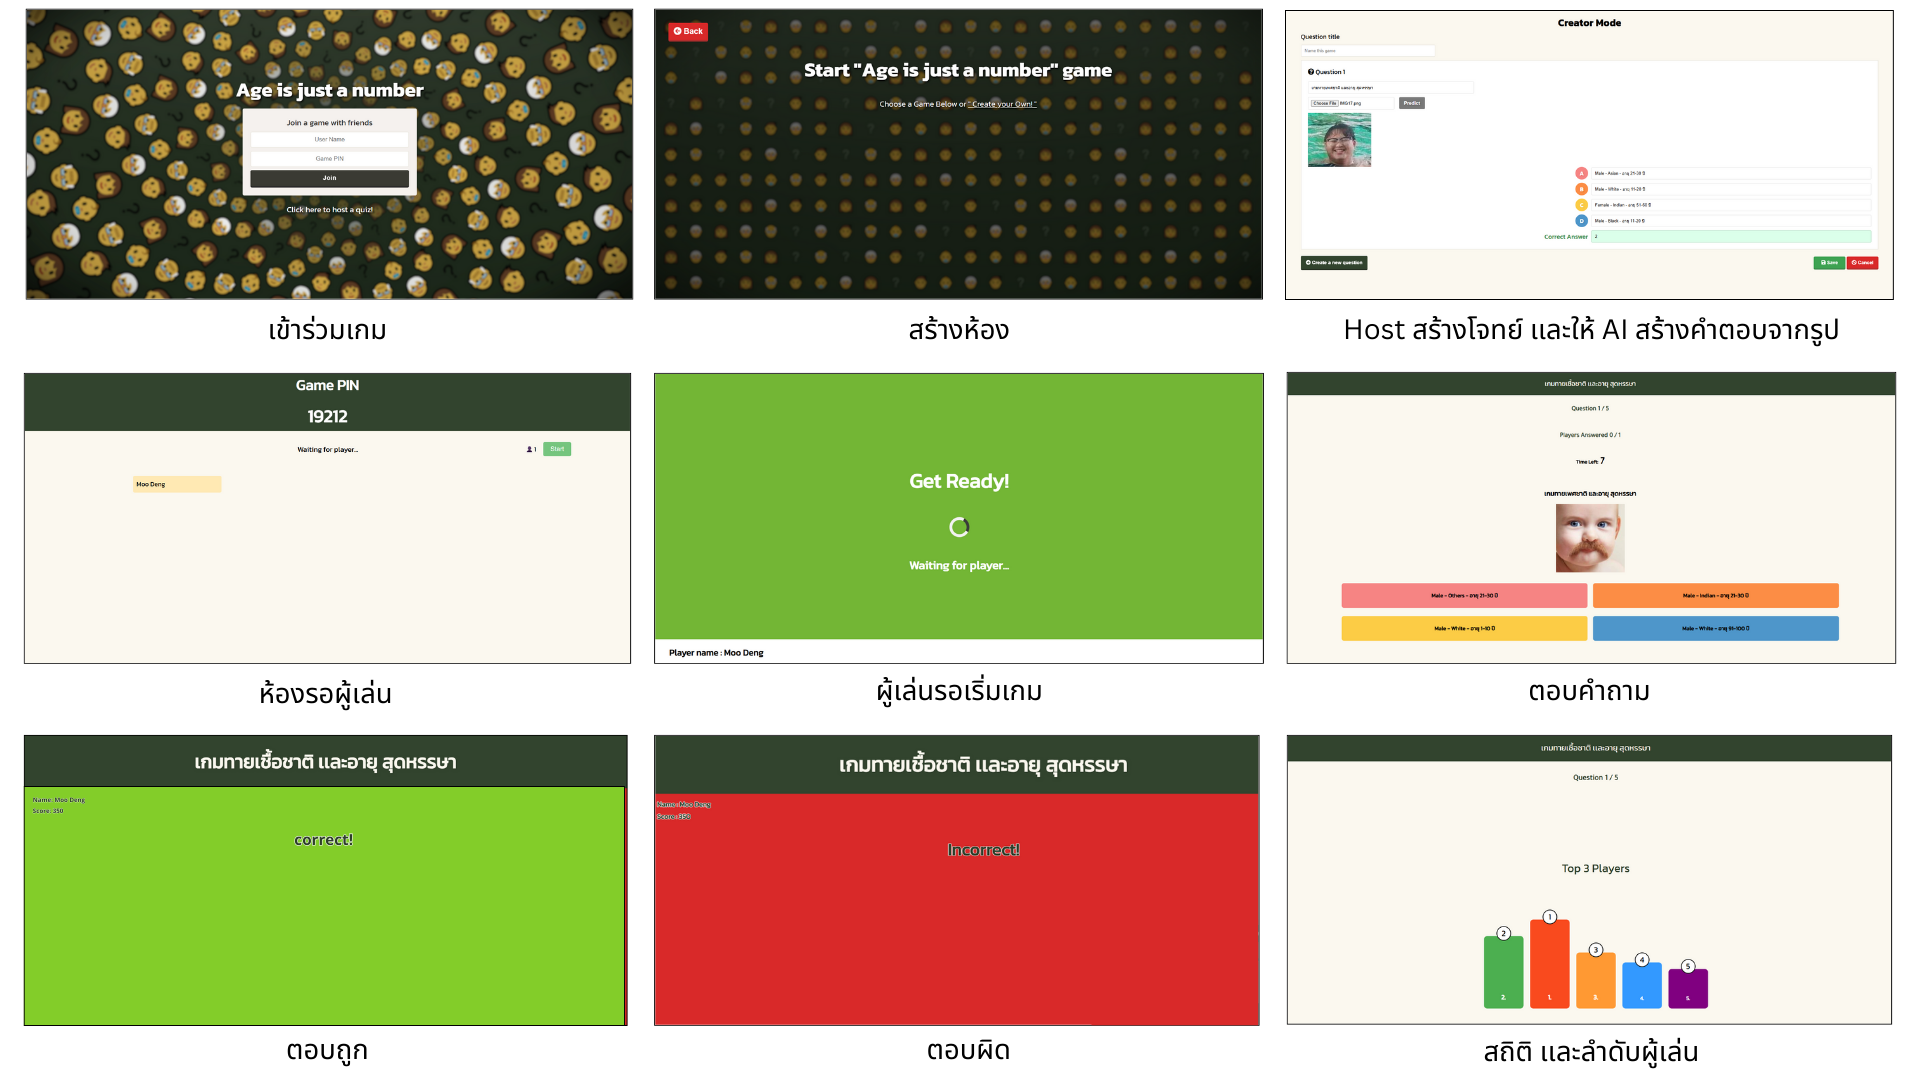 Age is just a number
Join a game with friends
User Name
Game PIN
Join
Click here to host a quiz!
เข้าร่วมเกม
Back
Start "Age is just a number" game
Choose a Game Below or " Create your Own! "
สร้างห้อง
Creator Mode
Question title
Name this game
Question 1
Choose File IMG17.png
Predict
A Male - Asian - อายุ 21-30 ปี
B Male - White - อายุ 11-20 ปี
C Female - Indian - อายุ 51-60 ปี
D Male - Black - อายุ 11-20 ปี
Correct Answer
Create a new question
Save
Cancel
Host สร้างโจทย์ และให้ AI สร้างคำตอบจากรูป
Game PIN
19212
Waiting for player...
1
Start
Moo Deng
ห้องรอผู้เล่น
Get Ready!
Waiting for player...
Player name : Moo Deng
ผู้เล่นรอเริ่มเกม
เกมทายเชื้อชาติ และอายุ สุดหรรษา
Question 1 / 5
Players Answered 0 / 1
Time Left: 7
เกมทายเพศชาติ และอายุ สุดหรรษา
Male - Others - อายุ 21-30 ปี
Male - Indian - อายุ 21-30 ปี
Male - White - อายุ 1-10 ปี
Male - White - อายุ 91-100 ปี
ตอบคำถาม
เกมทายเชื้อชาติ และอายุ สุดหรรษา
Name: Moo Deng
Score: 350
correct!
ตอบถูก
เกมทายเชื้อชาติ และอายุ สุดหรรษา
Name: Moo Deng
Score: 350
Incorrect!
ตอบผิด
เกมทายเชื้อชาติ และอายุ สุดหรรษา
Question 1 / 5
Top 3 Players
1
2
3
4
5
2.
1.
3.
4.
5.
สถิติ และลำดับผู้เล่น